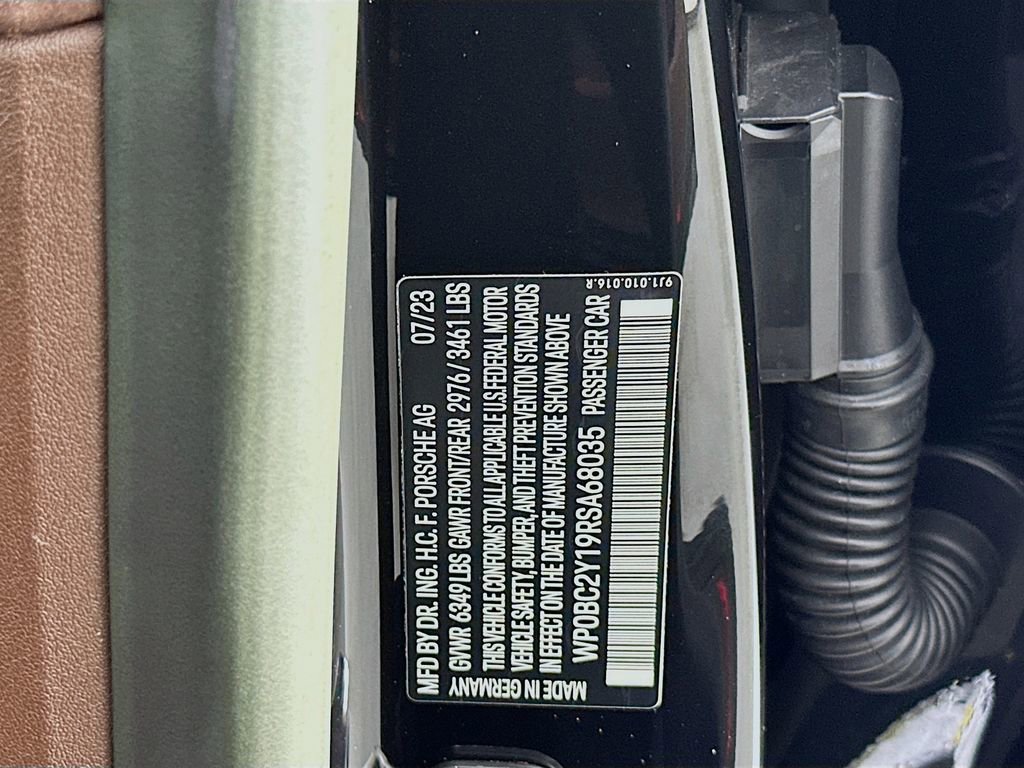 MFD BY DR. ING. H.C. F. PORSCHE AG 07/23
GVWR 6349 LBS GAWR FRONT/REAR 2976/3461 LBS
THIS VEHICLE CONFORMS TO ALL APPLICABLE U.S. FEDERAL MOTOR
VEHICLE SAFETY, BUMPER, AND THEFT PREVENTION STANDARDS
IN EFFECT ON THE DATE OF MANUFACTURE SHOWN ABOVE
WP0BC2Y19RSA68035 PASSENGER CAR
MADE IN GERMANY
9J1.010.016.R